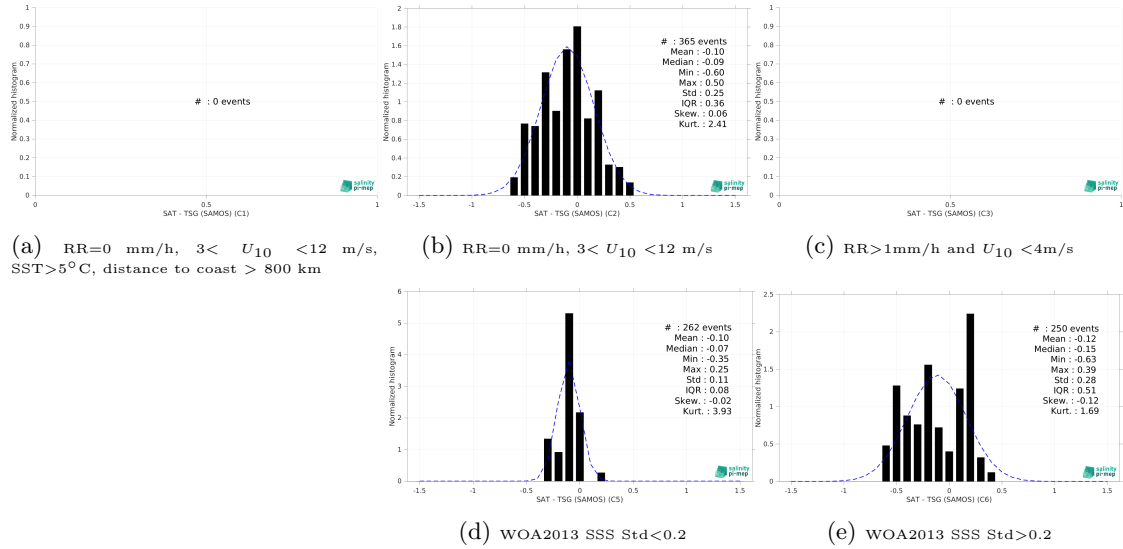 Normalized histogram
1
0.9
0.8
0.7
0.6
0.5
0.4
0.3
0.2
0.1
0
# : 0 events
salinity
pi-mep
0 0.5 1
SAT - TSG (SAMOS) (C1)
(a) RR=0 mm/h, 3< U10 <12 m/s,
SST>5°C, distance to coast > 800 km
Normalized histogram
2
1.8
1.6
1.4
1.2
1
0.8
0.6
0.4
0.2
0
# : 365 events
Mean : -0.10
Median : -0.09
Min : -0.60
Max : 0.50
Std : 0.25
IQR : 0.36
Skew. : 0.06
Kurt. : 2.41
salinity
pi-mep
-1.5 -1 -0.5 0 0.5 1 1.5
SAT - TSG (SAMOS) (C2)
(b) RR=0 mm/h, 3< U10 <12 m/s
Normalized histogram
1
0.9
0.8
0.7
0.6
0.5
0.4
0.3
0.2
0.1
0
# : 0 events
salinity
pi-mep
0 0.5 1
SAT - TSG (SAMOS) (C3)
(c) RR>1mm/h and U10 <4m/s
Normalized histogram
6
5
4
3
2
1
0
# : 262 events
Mean : -0.10
Median : -0.07
Min : -0.35
Max : 0.25
Std : 0.11
IQR : 0.08
Skew. : -0.02
Kurt. : 3.93
salinity
pi-mep
-1.5 -1 -0.5 0 0.5 1 1.5
SAT - TSG (SAMOS) (C5)
(d) WOA2013 SSS Std<0.2
Normalized histogram
2.5
2
1.5
1
0.5
0
# : 250 events
Mean : -0.12
Median : -0.15
Min : -0.63
Max : 0.39
Std : 0.28
IQR : 0.51
Skew. : -0.12
Kurt. : 1.69
salinity
pi-mep
-1.5 -1 -0.5 0 0.5 1 1.5
SAT - TSG (SAMOS) (C6)
(e) WOA2013 SSS Std>0.2